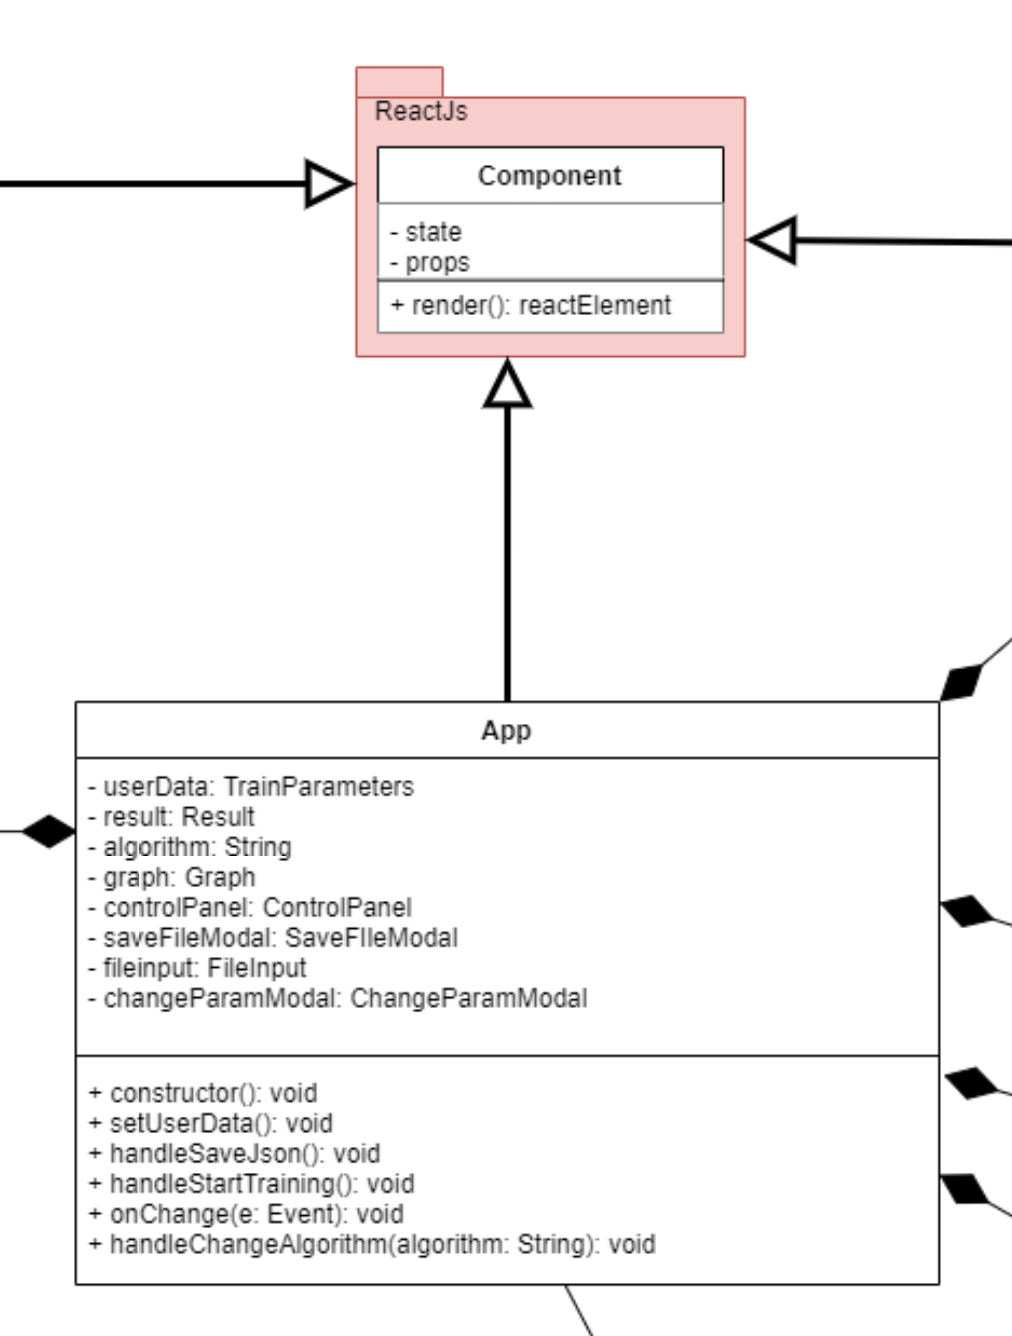 ReactJs
Component
- state
- props
+ render(): reactElement
App
- userData: TrainParameters
- result: Result
- algorithm: String
- graph: Graph
- controlPanel: ControlPanel
- saveFileModal: SaveFIleModal
- fileinput: FileInput
- changeParamModal: ChangeParamModal
+ constructor(): void
+ setUserData(): void
+ handleSaveJson(): void
+ handleStartTraining(): void
+ onChange(e: Event): void
+ handleChangeAlgorithm(algorithm: String): void